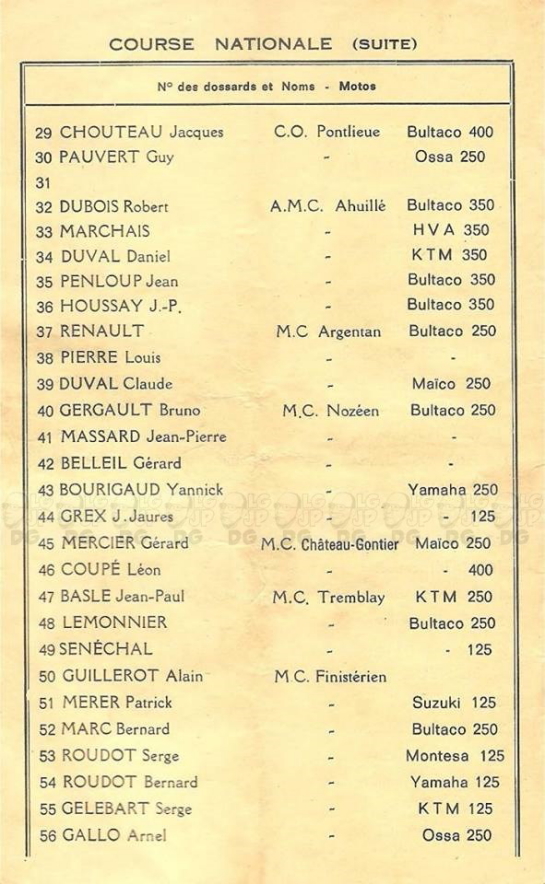 COURSE NATIONALE (SUITE)
N° des dossards et Noms - Motos
29 CHOUTEAU Jacques C.O. Pontlieue Bultaco 400
30 PAUVERT Guy - Ossa 250
31
32 DUBOIS Robert A.M.C. Ahuillé Bultaco 350
33 MARCHAIS - HVA 350
34 DUVAL Daniel - KTM 350
35 PENLOUP Jean - Bultaco 350
36 HOUSSAY J.-P. - Bultaco 350
37 RENAULT M.C Argentan Bultaco 250
38 PIERRE Louis - -
39 DUVAL Claude - Maïco 250
40 GERGAULT Bruno M.C. Nozéen Bultaco 250
41 MASSARD Jean-Pierre - -
42 BELLEIL Gérard - -
43 BOURIGAUD Yannick - Yamaha 250
44 GREX J.Jaures - - 125
45 MERCIER Gérard M.C. Château-Gontier Maïco 250
46 COUPÉ Léon - - 400
47 BASLE Jean-Paul M.C. Tremblay KTM 250
48 LEMONNIER - Bultaco 250
49 SENÉCHAL - - 125
50 GUILLEROT Alain M.C. Finistérien
51 MERER Patrick - Suzuki 125
52 MARC Bernard - Bultaco 250
53 ROUDOT Serge - Montesa 125
54 ROUDOT Bernard - Yamaha 125
55 GELEBART Serge - KTM 125
56 GALLO Armel - Ossa 250